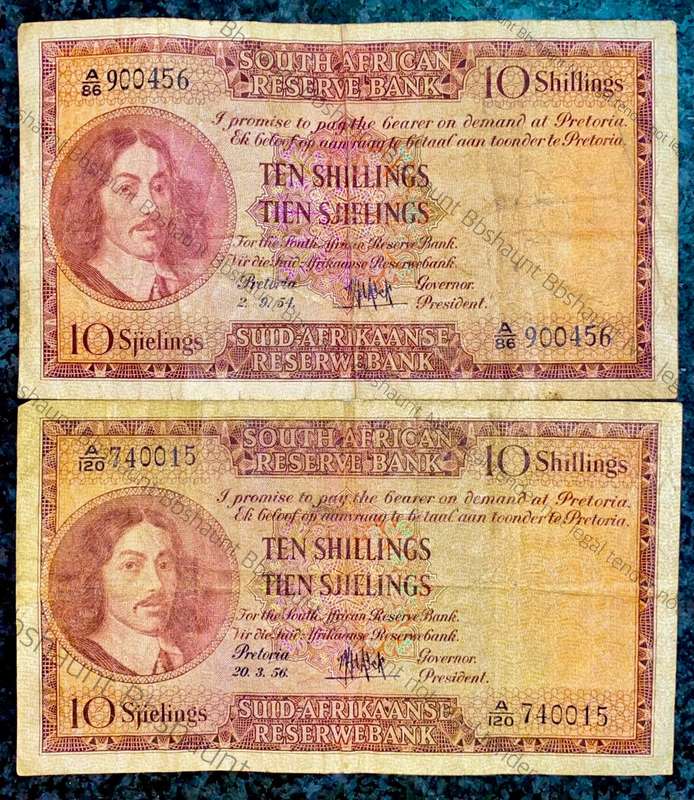 A/86 900456
SOUTH AFRICAN
RESERVE BANK
10 Shillings
I promise to pay the bearer on demand at Pretoria.
Ek beloof op aanvraag te betaal aan toonder te Pretoria.
TEN SHILLINGS
TIEN SJIELINGS
For the South African Reserve Bank.
Vir die Suid-Afrikaanse Reserwebank.
Pretoria
2. 9. 54.
Governor.
President.
10 Sjielings
SUID-AFRIKAANSE
RESERWEBANK
A/86 900456
A/120 740015
SOUTH AFRICAN
RESERVE BANK
10 Shillings
I promise to pay the bearer on demand at Pretoria.
Ek beloof op aanvraag te betaal aan toonder te Pretoria.
TEN SHILLINGS
TIEN SJIELINGS
For the South African Reserve Bank.
Vir die Suid-Afrikaanse Reserwebank.
Pretoria
20. 3. 56.
Governor.
President.
10 Sjielings
SUID-AFRIKAANSE
RESERWEBANK
A/120 740015
Bbshaunt Bbshaunt Bbshaunt